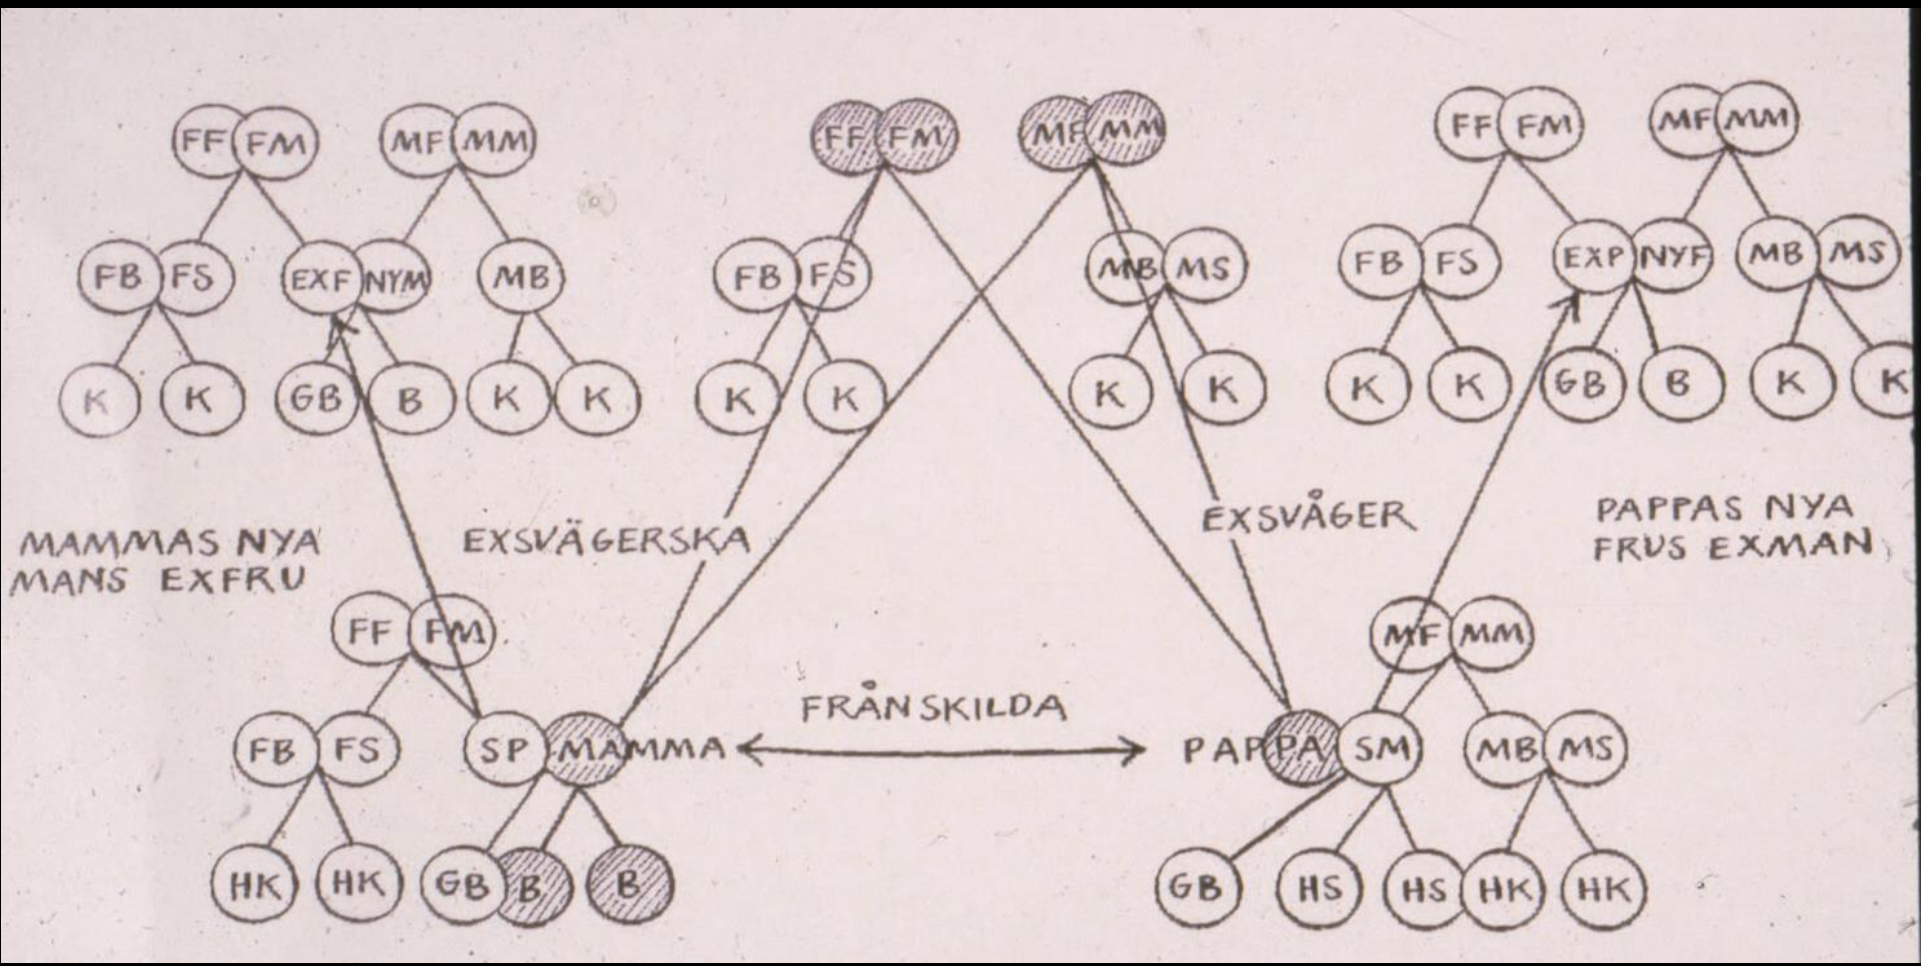 FF FM MF MM FF FM MF MM FF FM MF MM
FB FS EXF NYM MB FB FS MB MS FB FS EXP NYF MB MS
K K GB B K K K K K K K K GB B K K
MAMMAS NYA
MANS EXFRU
EXSVÄGERSKA
EXSVÅGER
PAPPAS NYA
FRUS EXMAN
FF FM MF MM
FRÅNSKILDA
FB FS SP MAMMA PAPPA SM MB MS
HK HK GB B B GB HS HS HK HK